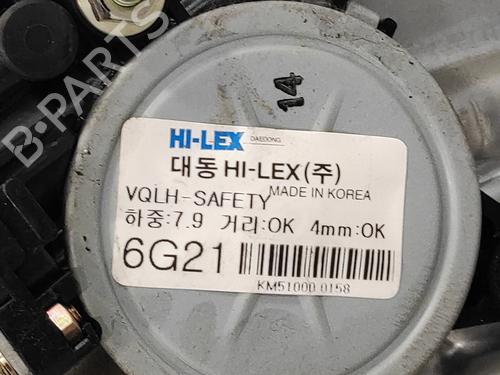 B·PARTS
14
HI-LEX DAEDONG
대동 HI-LEX(주)
MADE IN KOREA
VQLH-SAFETY
하중:7.9 거리:OK 4mm:OK
6G21
KM51000.0158